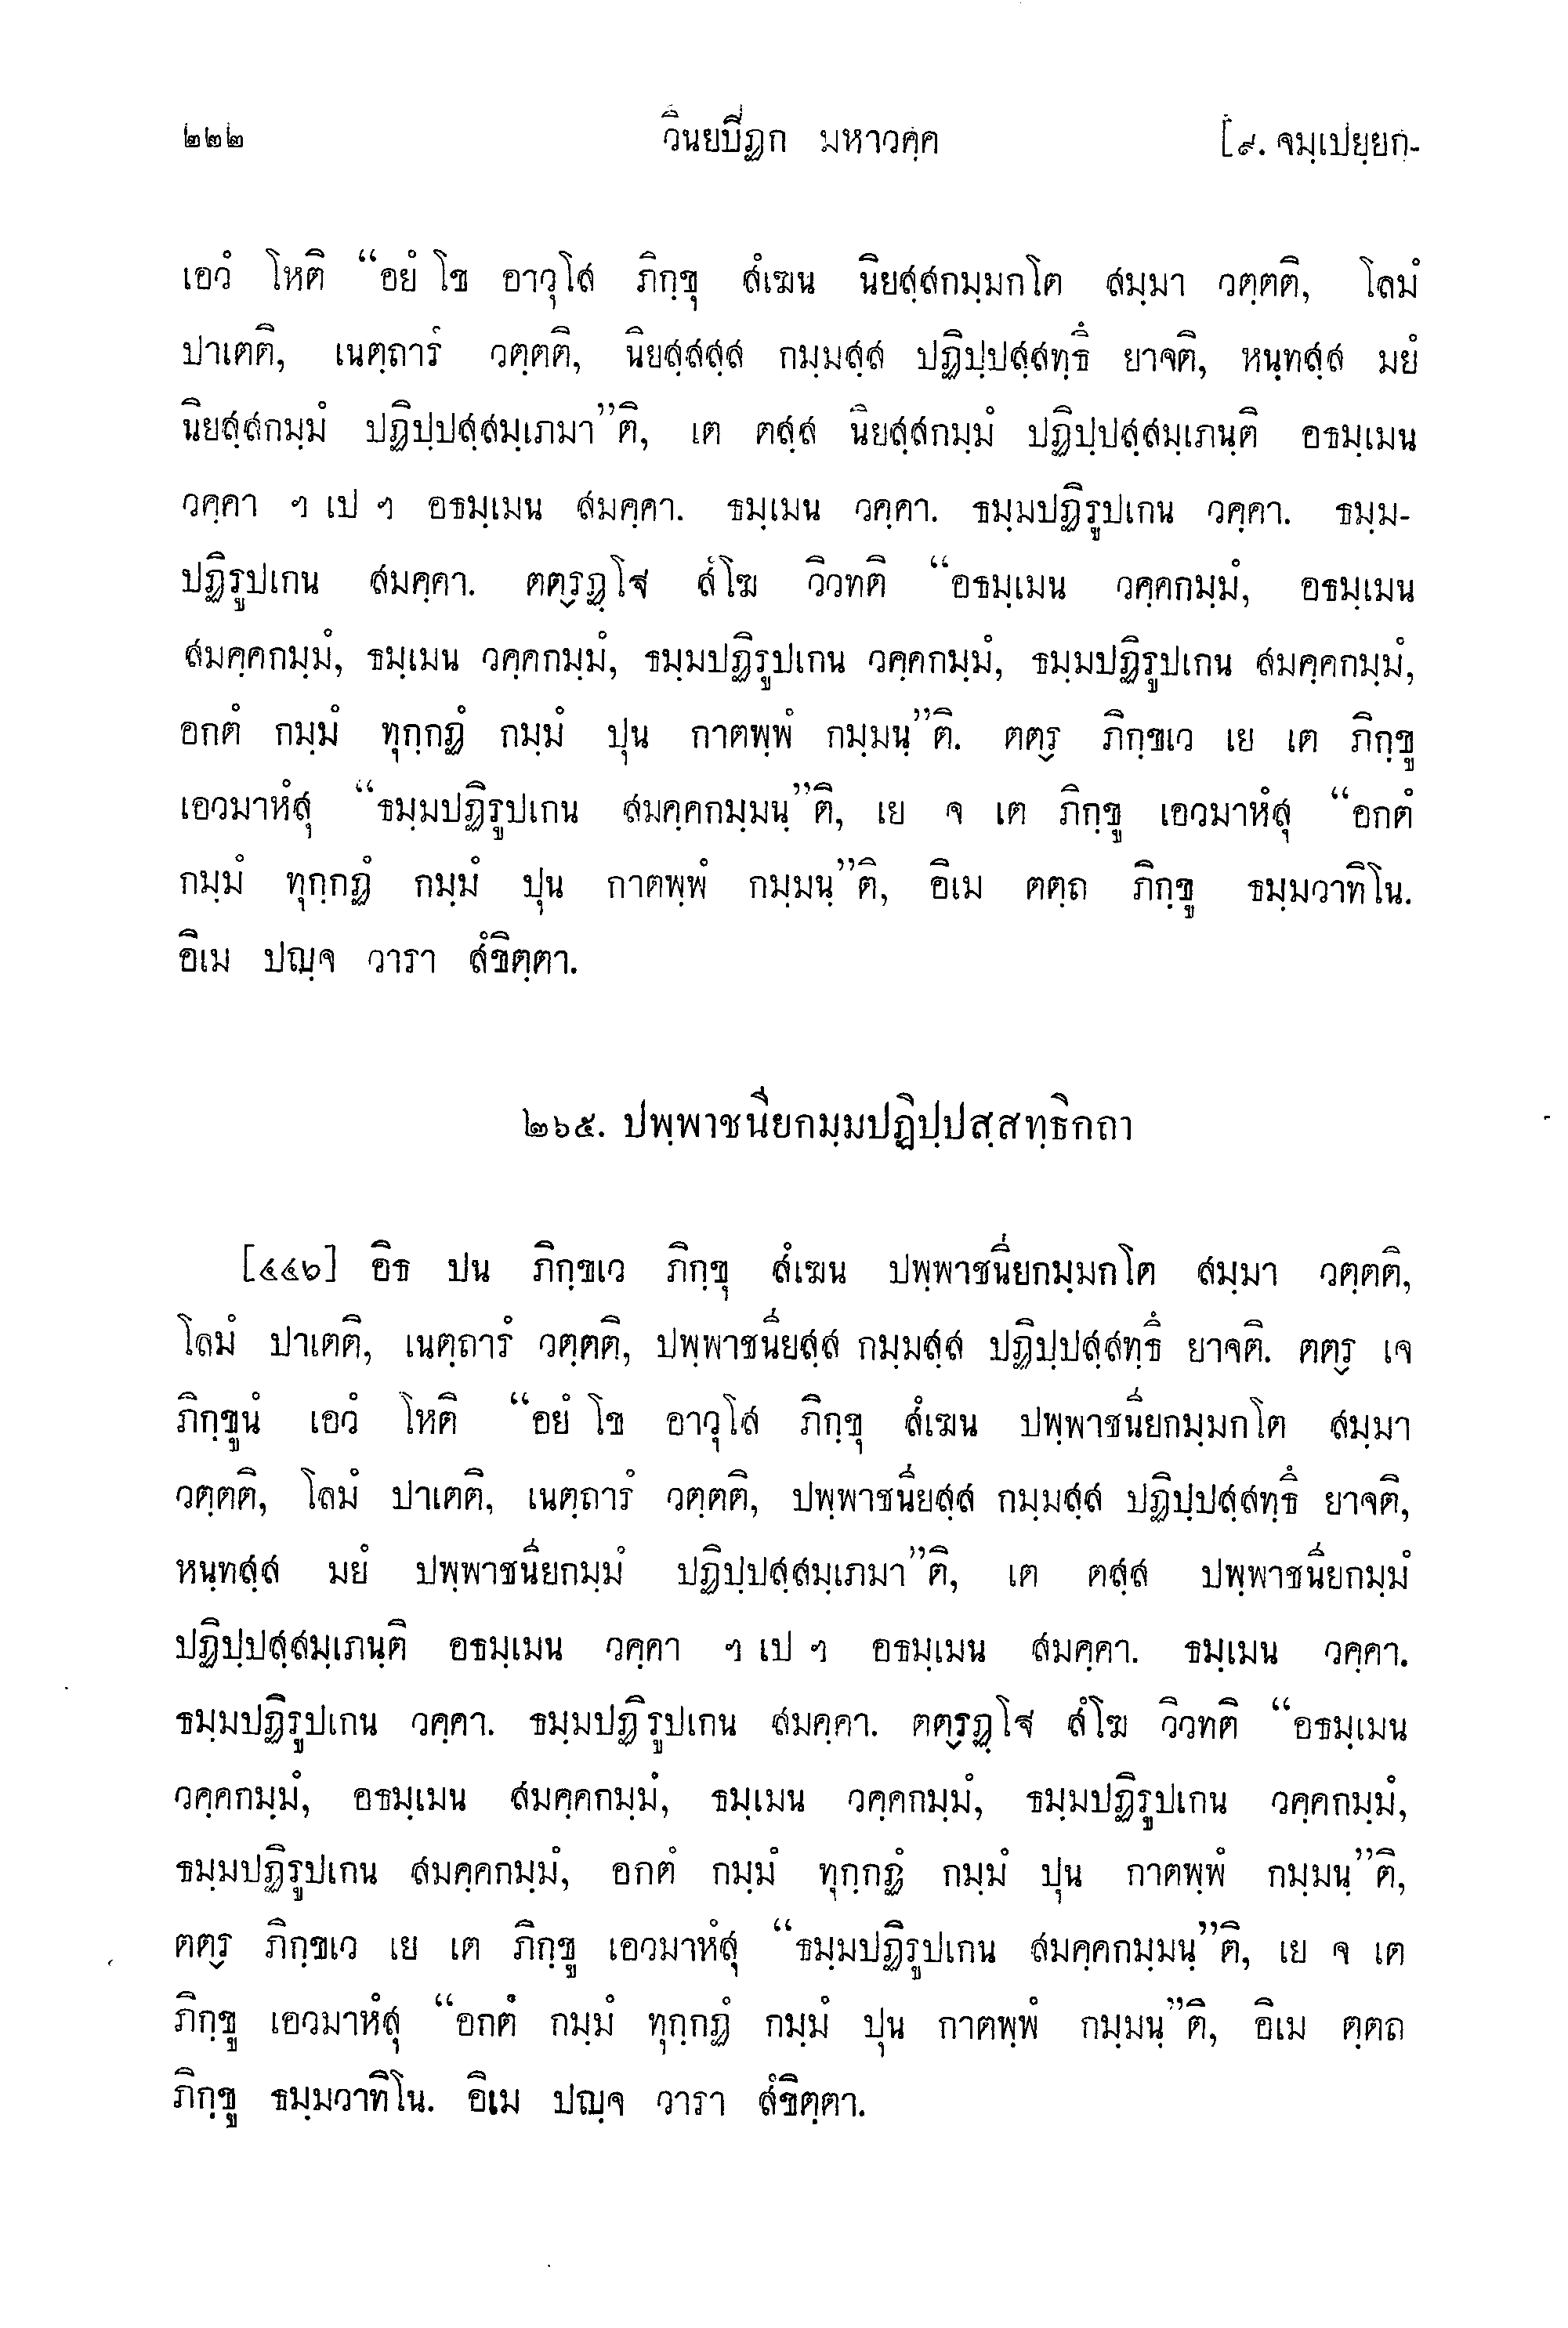 ๒๒๒ วินยปิฏก มหาวคฺค [๙. จมฺเปยฺยก-
เอวํ โหติ “อยํ โข อาวุโส ภิกฺขุ สํเฆน นิยสฺสกมฺมกโต สมฺมา วตฺตติ, โลมํ
ปาเตติ, เนตฺถารํ วตฺตติ, นิยสฺสสฺส กมฺมสฺส ปฏิปฺปสฺสทฺธึ ยาจติ, หนฺทสฺส มยํ
นิยสฺสกมฺมํ ปฏิปฺปสฺสมฺเภมา”ติ, เต ตสฺส นิยสฺสกมฺมํ ปฏิปฺปสฺสมฺเภนฺติ อธมฺเมน
วคฺคา ฯ เป ฯ อธมฺเมน สมคฺคา. ธมฺเมน วคฺคา. ธมฺมปฏิรูปเกน วคฺคา. ธมฺม-
ปฏิรูปเกน สมคฺคา. ตตฺรฏฺโฐ สํโฆ วิวทติ “อธมฺเมน วคฺคกมฺมํ, อธมฺเมน
สมคฺคกมฺมํ, ธมฺเมน วคฺคกมฺมํ, ธมฺมปฏิรูปเกน วคฺคกมฺมํ, ธมฺมปฏิรูปเกน สมคฺคกมฺมํ,
อกตํ กมฺมํ ทุกฺกฏํ กมฺมํ ปุน กาตพฺพํ กมฺมนฺ”ติ. ตตฺร ภิกฺขเว เย เต ภิกฺขู
เอวมาหํสุ “ธมฺมปฏิรูปเกน สมคฺคกมฺมนฺ”ติ, เย จ เต ภิกฺขู เอวมาหํสุ “อกตํ
กมฺมํ ทุกฺกฏํ กมฺมํ ปุน กาตพฺพํ กมฺมนฺ”ติ, อิเม ตตฺถ ภิกฺขู ธมฺมวาทิโน.
อิเม ปญฺจ วารา สํขิตฺตา.
๒๖๕. ปพฺพาชนียกมฺมปฏิปฺปสฺสทฺธิกถา
[๔๔๖] อิธ ปน ภิกฺขเว ภิกฺขุ สํเฆน ปพฺพาชนียกมฺมกโต สมฺมา วตฺตติ,
โลมํ ปาเตติ, เนตฺถารํ วตฺตติ, ปพฺพาชนียสฺส กมฺมสฺส ปฏิปฺปสฺสทฺธึ ยาจติ. ตตฺร เจ
ภิกฺขูนํ เอวํ โหติ “อยํ โข อาวุโส ภิกฺขุ สํเฆน ปพฺพาชนียกมฺมกโต สมฺมา
วตฺตติ, โลมํ ปาเตติ, เนตฺถารํ วตฺตติ, ปพฺพาชนียสฺส กมฺมสฺส ปฏิปฺปสฺสทฺธึ ยาจติ,
หนฺทสฺส มยํ ปพฺพาชนียกมฺมํ ปฏิปฺปสฺสมฺเภมา”ติ, เต ตสฺส ปพฺพาชนียกมฺมํ
ปฏิปฺปสฺสมฺเภนฺติ อธมฺเมน วคฺคา ฯ เป ฯ อธมฺเมน สมคฺคา. ธมฺเมน วคฺคา.
ธมฺมปฏิรูปเกน วคฺคา. ธมฺมปฏิรูปเกน สมคฺคา. ตตฺรฏฺโฐ สํโฆ วิวทติ “อธมฺเมน
วคฺคกมฺมํ, อธมฺเมน สมคฺคกมฺมํ, ธมฺเมน วคฺคกมฺมํ, ธมฺมปฏิรูปเกน วคฺคกมฺมํ,
ธมฺมปฏิรูปเกน สมคฺคกมฺมํ, อกตํ กมฺมํ ทุกฺกฏํ กมฺมํ ปุน กาตพฺพํ กมฺมนฺ”ติ,
ตตฺร ภิกฺขเว เย เต ภิกฺขู เอวมาหํสุ “ธมฺมปฏิรูปเกน สมคฺคกมฺมนฺ”ติ, เย จ เต
ภิกฺขู เอวมาหํสุ “อกตํ กมฺมํ ทุกฺกฏํ กมฺมํ ปุน กาตพฺพํ กมฺมนฺ”ติ, อิเม ตฺตถ
ภิกฺขู ธมฺมวาทิโน. อิเม ปญฺจ วารา สํขิตฺตา.